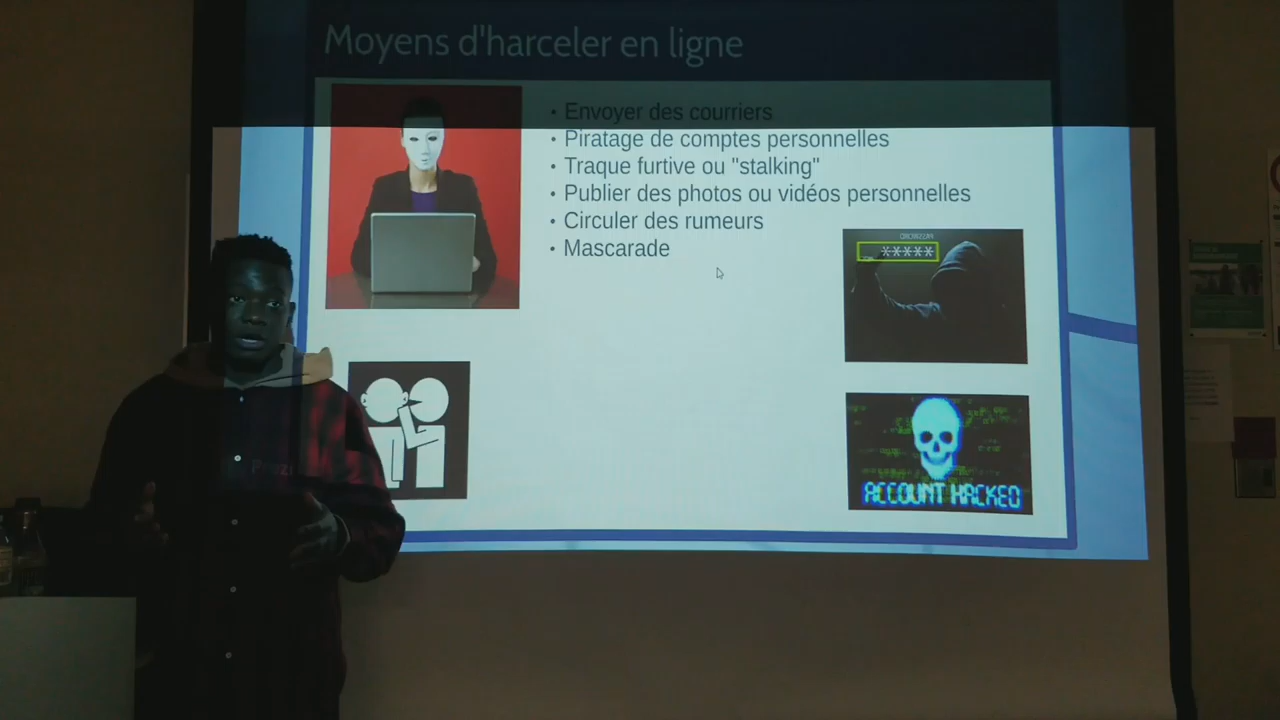 Moyens d'harceler en ligne
• Envoyer des courriers
• Piratage de comptes personnelles
• Traque furtive ou "stalking"
• Publier des photos ou vidéos personnelles
• Circuler des rumeurs
• Mascarade
*****
ACCOUNT HACKED